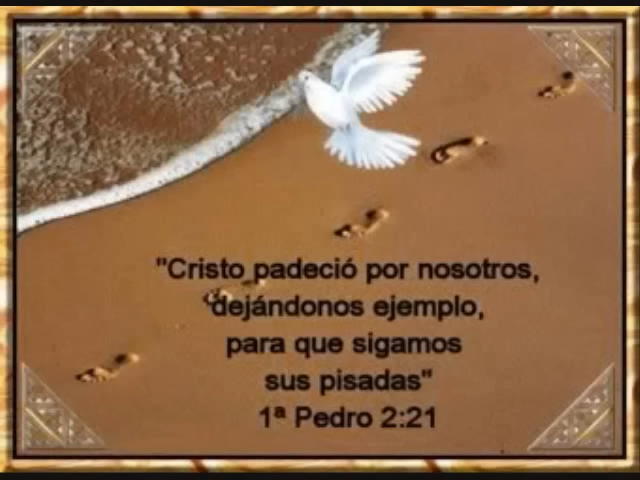 "Cristo padeció por nosotros,
dejándonos ejemplo,
para que sigamos
sus pisadas"
1ª Pedro 2:21